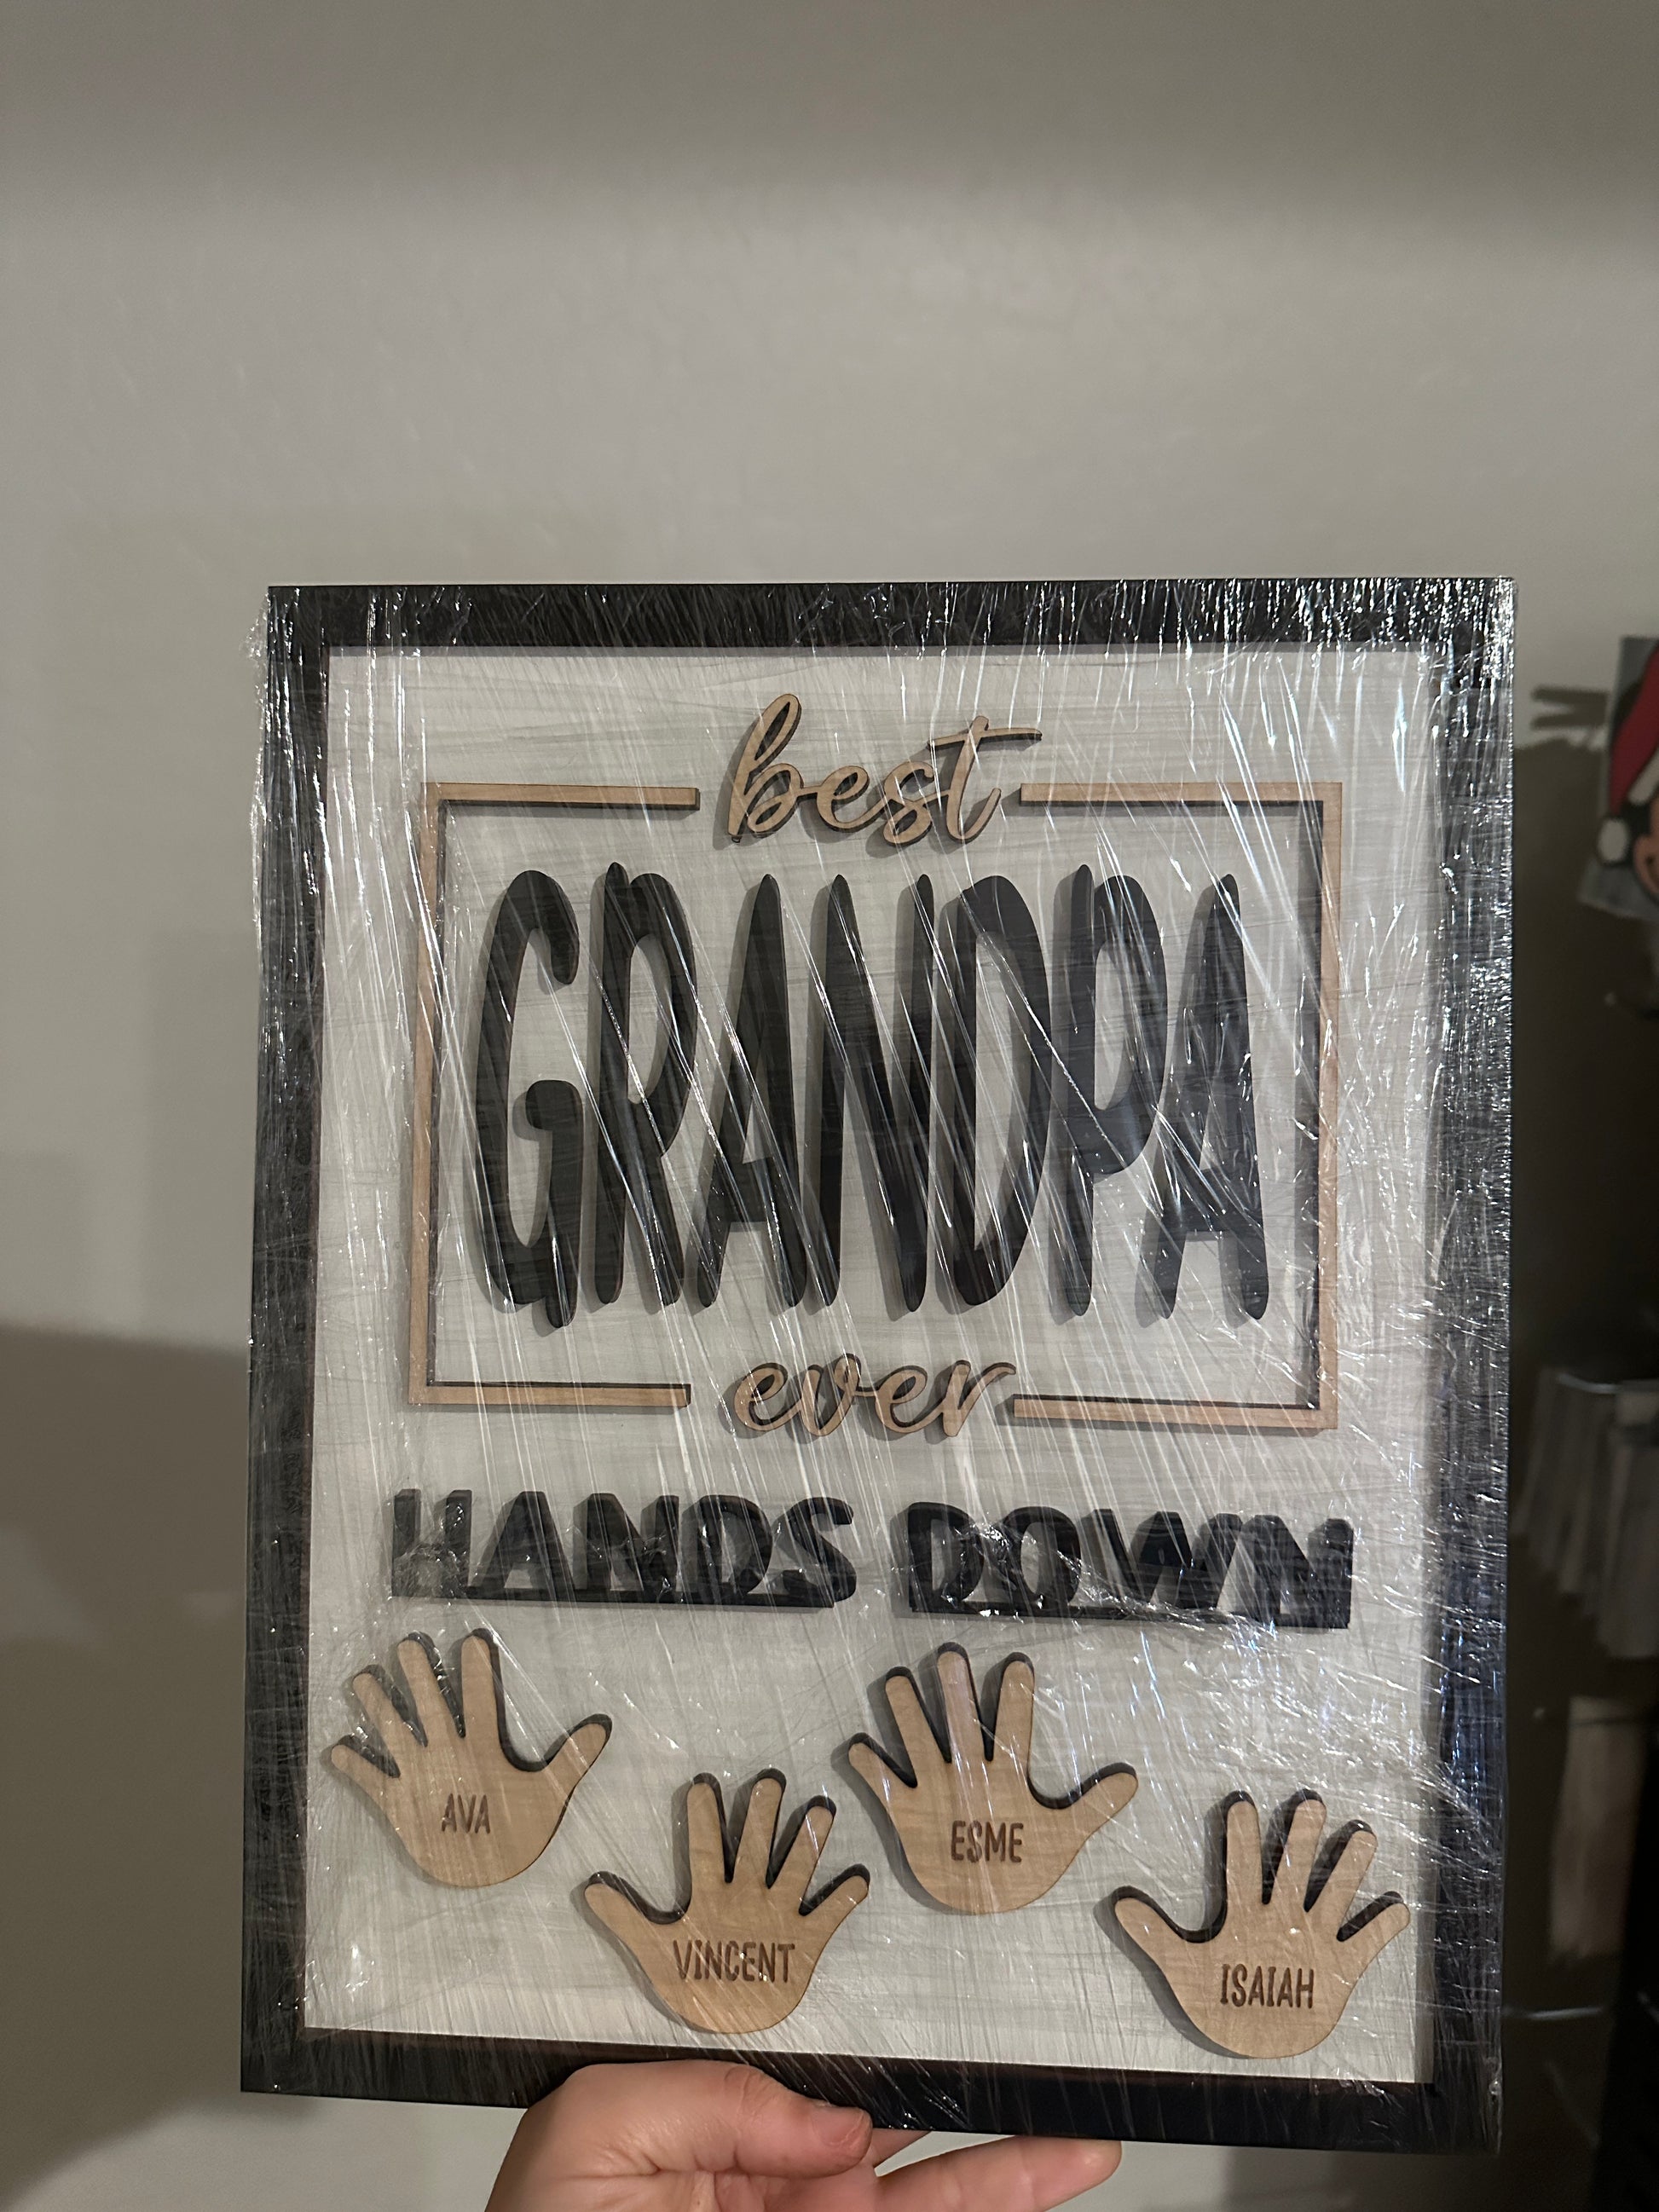 best
GRANDPA
ever
HANDS DOWN
AVA
VINCENT
ESME
ISAIAH